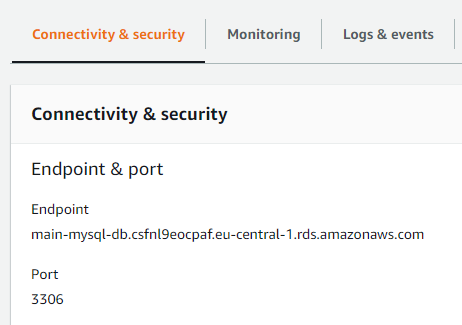 Connectivity & security
Monitoring
Logs & events
Connectivity & security
Endpoint & port
Endpoint
main-mysql-db.csfnl9eocpaf.eu-central-1.rds.amazonaws.com
Port
3306